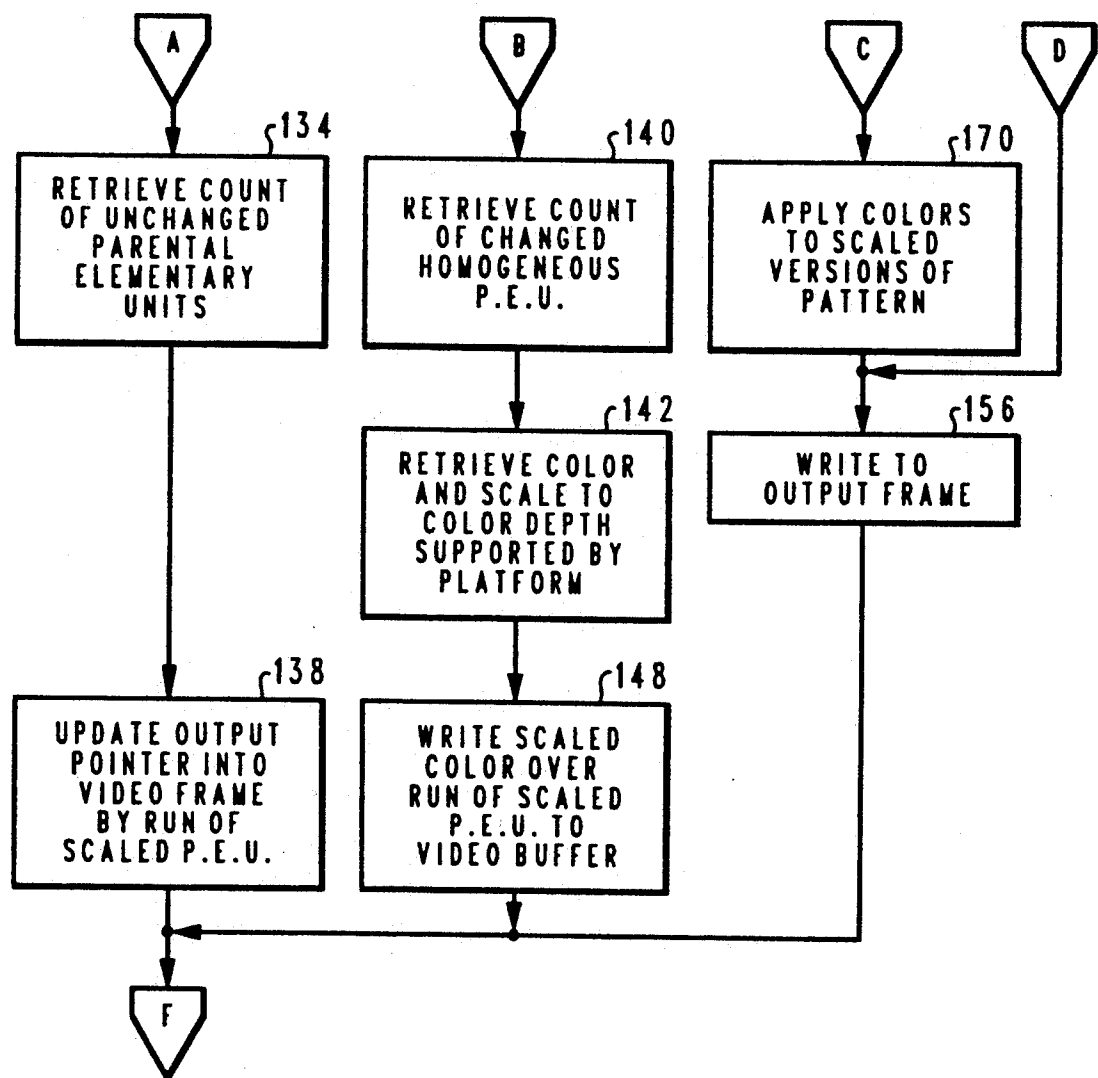 A
B
C
D
134
RETRIEVE COUNT
OF UNCHANGED
PARENTAL
ELEMENTARY
UNITS
140
RETRIEVE COUNT
OF CHANGED
HOMOGENEOUS
P.E.U.
170
APPLY COLORS
TO SCALED
VERSIONS OF
PATTERN
142
RETRIEVE COLOR
AND SCALE TO
COLOR DEPTH
SUPPORTED BY
PLATFORM
156
WRITE TO
OUTPUT FRAME
138
UPDATE OUTPUT
POINTER INTO
VIDEO FRAME
BY RUN OF
SCALED P.E.U.
148
WRITE SCALED
COLOR OVER
RUN OF SCALED
P.E.U. TO
VIDEO BUFFER
F